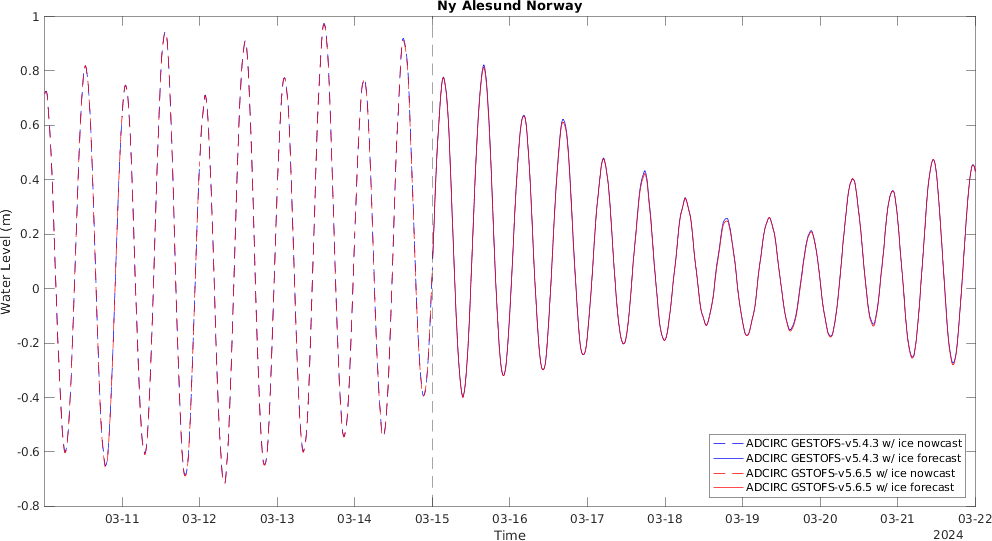 Ny Alesund Norway
1
0.8
0.6
0.4
0.2
0
-0.2
-0.4
-0.6
-0.8
Water Level (m)
ADCIRC GESTOFS-v5.4.3 w/ ice nowcast
ADCIRC GESTOFS-v5.4.3 w/ ice forecast
ADCIRC GSTOFS-v5.6.5 w/ ice nowcast
ADCIRC GSTOFS-v5.6.5 w/ ice forecast
03-11 03-12 03-13 03-14 03-15 03-16 03-17 03-18 03-19 03-20 03-21 03-22
Time
2024